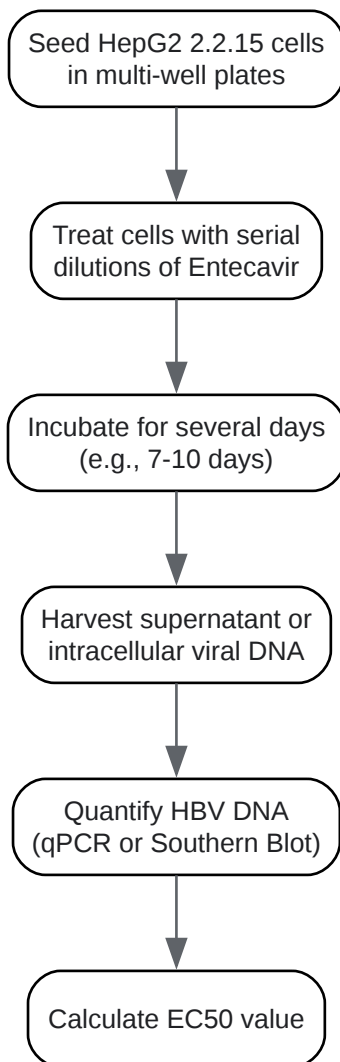 Seed HepG2 2.2.15 cells
in multi-well plates
Treat cells with serial
dilutions of Entecavir
Incubate for several days
(e.g., 7-10 days)
Harvest supernatant or
intracellular viral DNA
Quantify HBV DNA
(qPCR or Southern Blot)
Calculate EC50 value